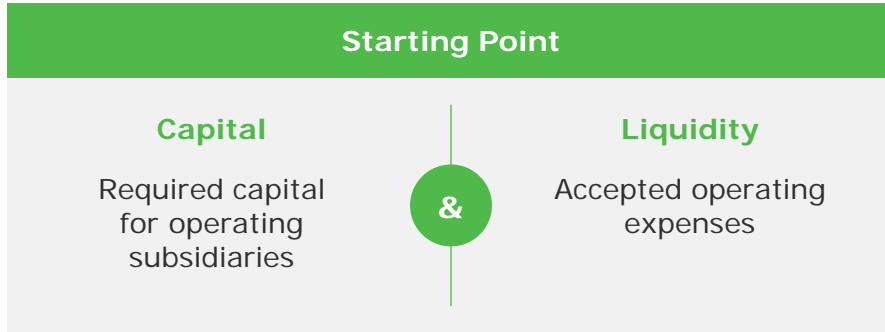 Starting Point
Capital
Required capital
for operating
subsidiaries
&
Liquidity
Accepted operating
expenses